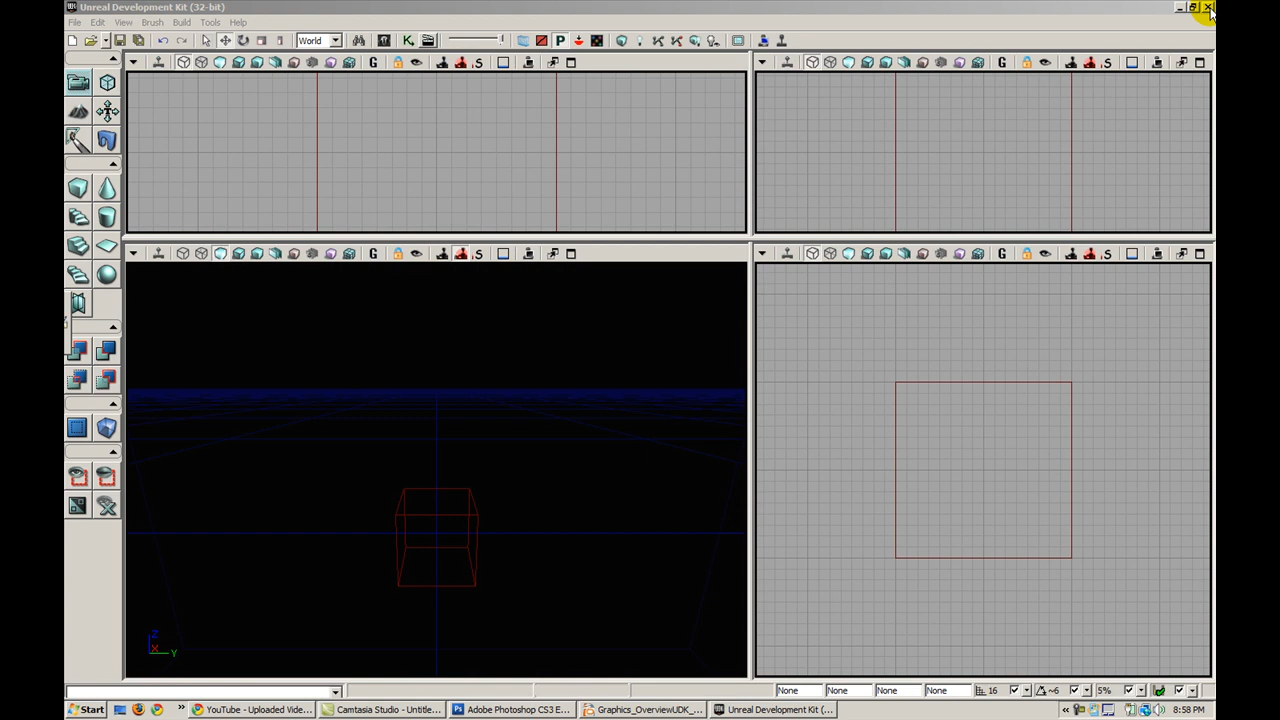 Unreal Development Kit (32-bit)
File Edit View Brush Build Tools Help
World
P
G
S
G
S
G
S
G
S
Z
X
Y
None
None
None
None
16
~6
5%
Start
YouTube - Uploaded Vide...
Camtasia Studio - Untitle...
Adobe Photoshop CS3 E...
Graphics_OverviewUDK_...
Unreal Development Kit (...
8:58 PM